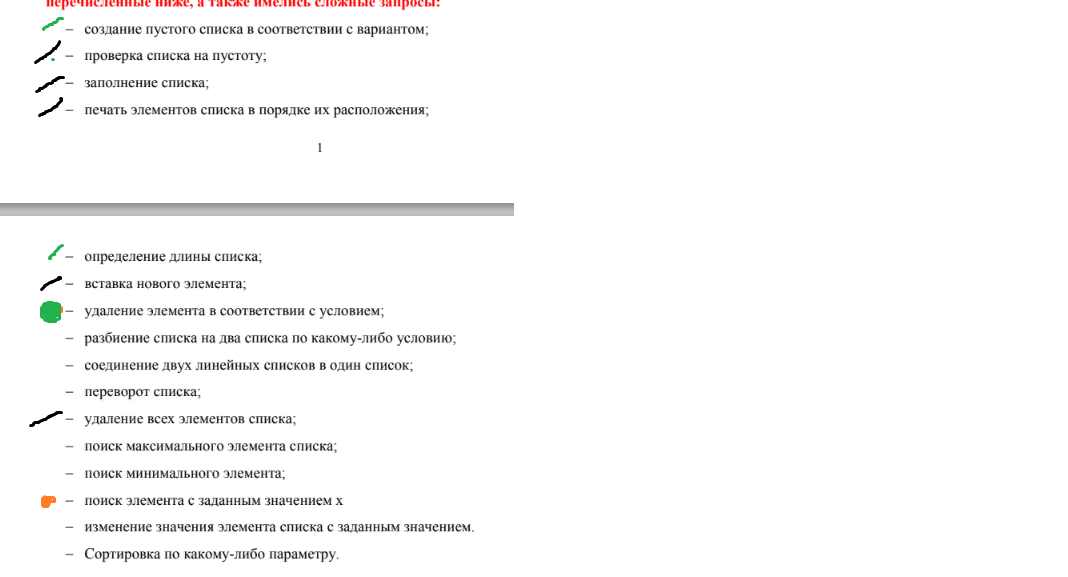 перечисленные ниже, а также имелись сложные запросы:
– создание пустого списка в соответствии с вариантом;
– проверка списка на пустоту;
– заполнение списка;
– печать элементов списка в порядке их расположения;
1
– определение длины списка;
– вставка нового элемента;
– удаление элемента в соответствии с условием;
– разбиение списка на два списка по какому-либо условию;
– соединение двух линейных списков в один список;
– переворот списка;
– удаление всех элементов списка;
– поиск максимального элемента списка;
– поиск минимального элемента;
– поиск элемента с заданным значением x
– изменение значения элемента списка с заданным значением.
– Сортировка по какому-либо параметру.